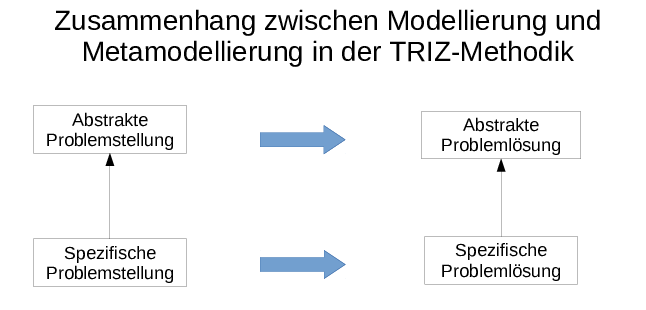 Zusammenhang zwischen Modellierung und
Metamodellierung in der TRIZ-Methodik
Abstrakte
Problemstellung
Abstrakte
Problemlösung
Spezifische
Problemstellung
Spezifische
Problemlösung